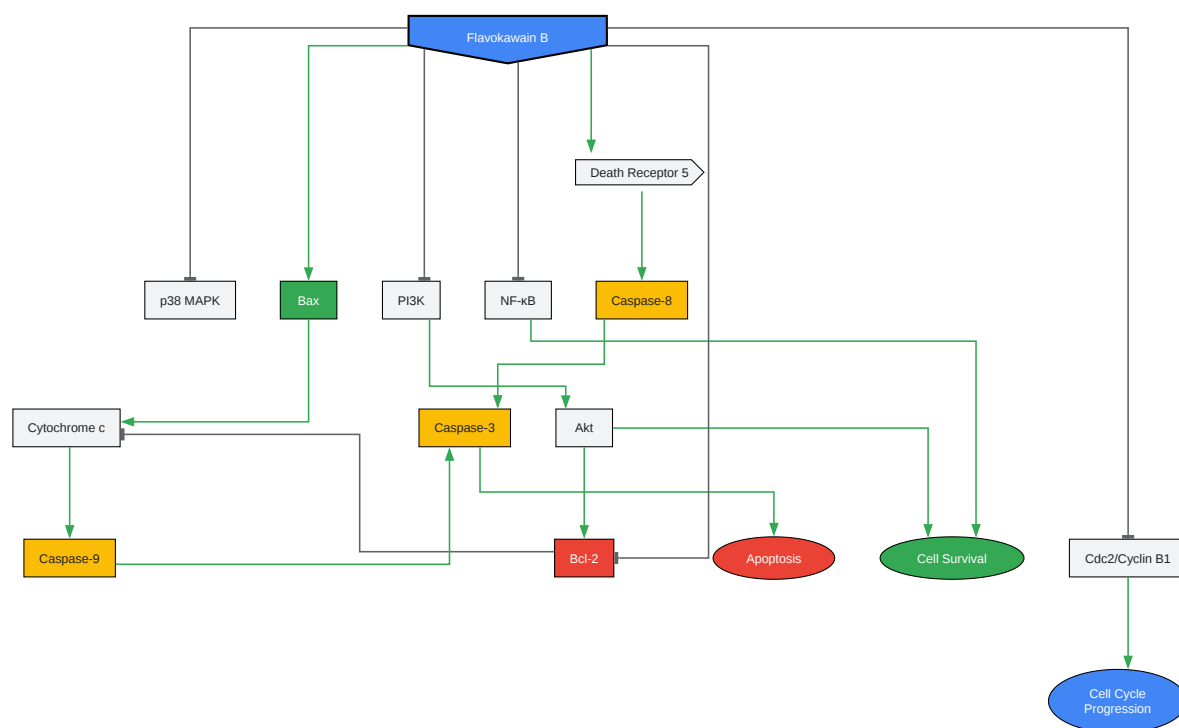 Flavokawain B
Death Receptor 5
p38 MAPK
Bax
PI3K
NF-κB
Caspase-8
Cytochrome c
Caspase-3
Akt
Caspase-9
Bcl-2
Apoptosis
Cell Survival
Cdc2/Cyclin B1
Cell Cycle
Progression